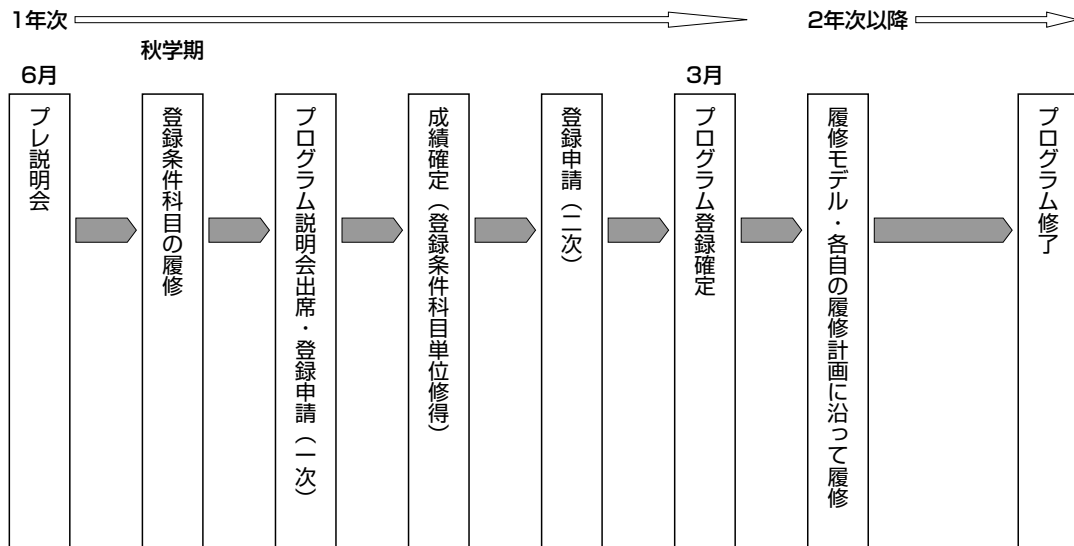 1年次
2年次以降
秋学期
6月
3月
プレ説明会
登録条件科目の履修
プログラム説明会出席・登録申請（一次）
成績確定（登録条件科目単位修得）
登録申請（二次）
プログラム登録確定
履修モデル・各自の履修計画に沿って履修
プログラム修了